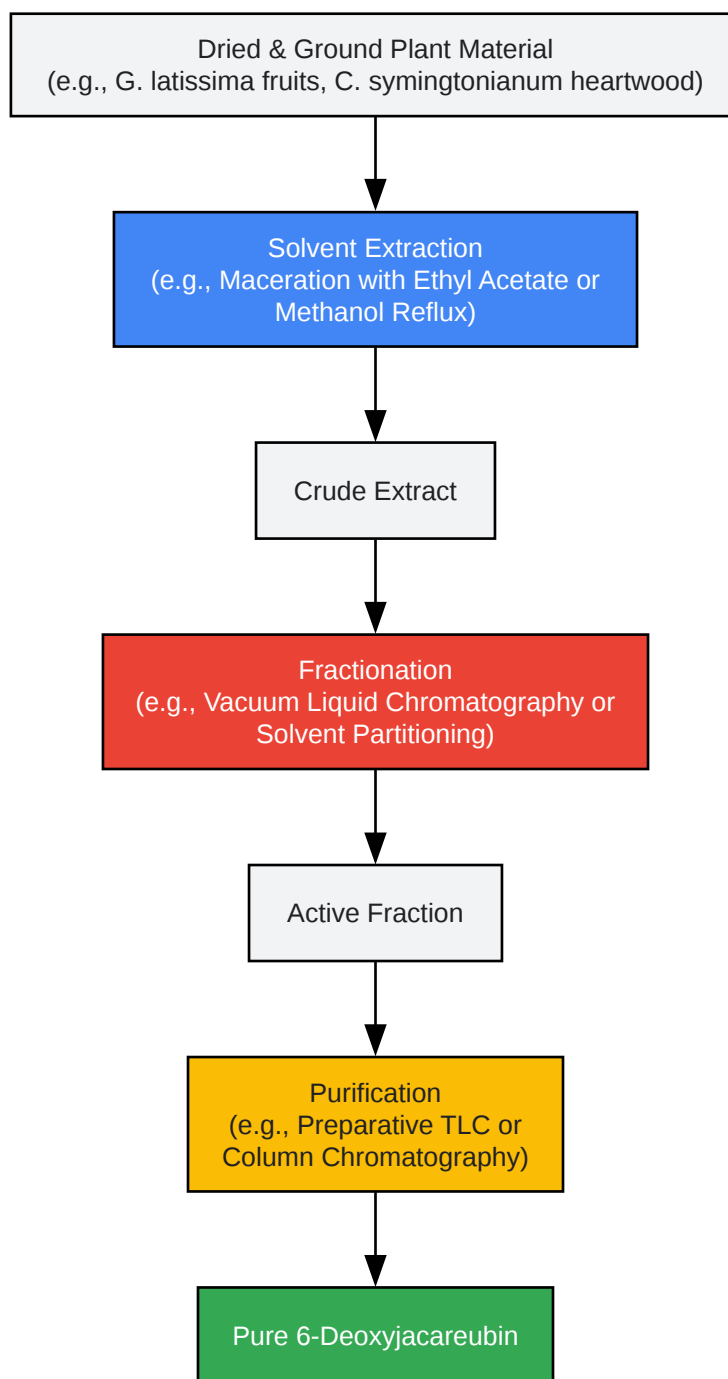 Dried & Ground Plant Material
(e.g., G. latissima fruits, C. symingtonianum heartwood)
Solvent Extraction
(e.g., Maceration with Ethyl Acetate or
Methanol Reflux)
Crude Extract
Fractionation
(e.g., Vacuum Liquid Chromatography or
Solvent Partitioning)
Active Fraction
Purification
(e.g., Preparative TLC or
Column Chromatography)
Pure 6-Deoxyjacareubin